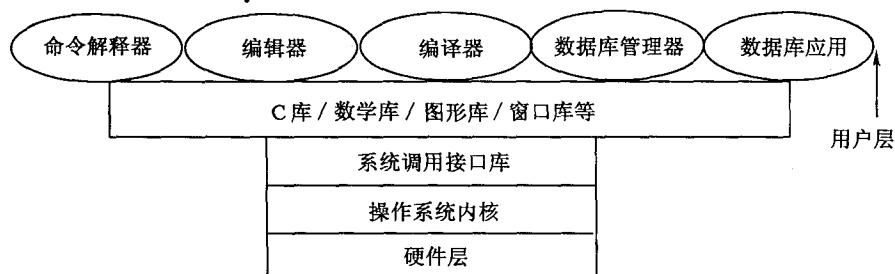 命令解释器 编辑器 编译器 数据库管理器 数据库应用
C库/数学库/图形库/窗口库等
用户层
系统调用接口库
操作系统内核
硬件层